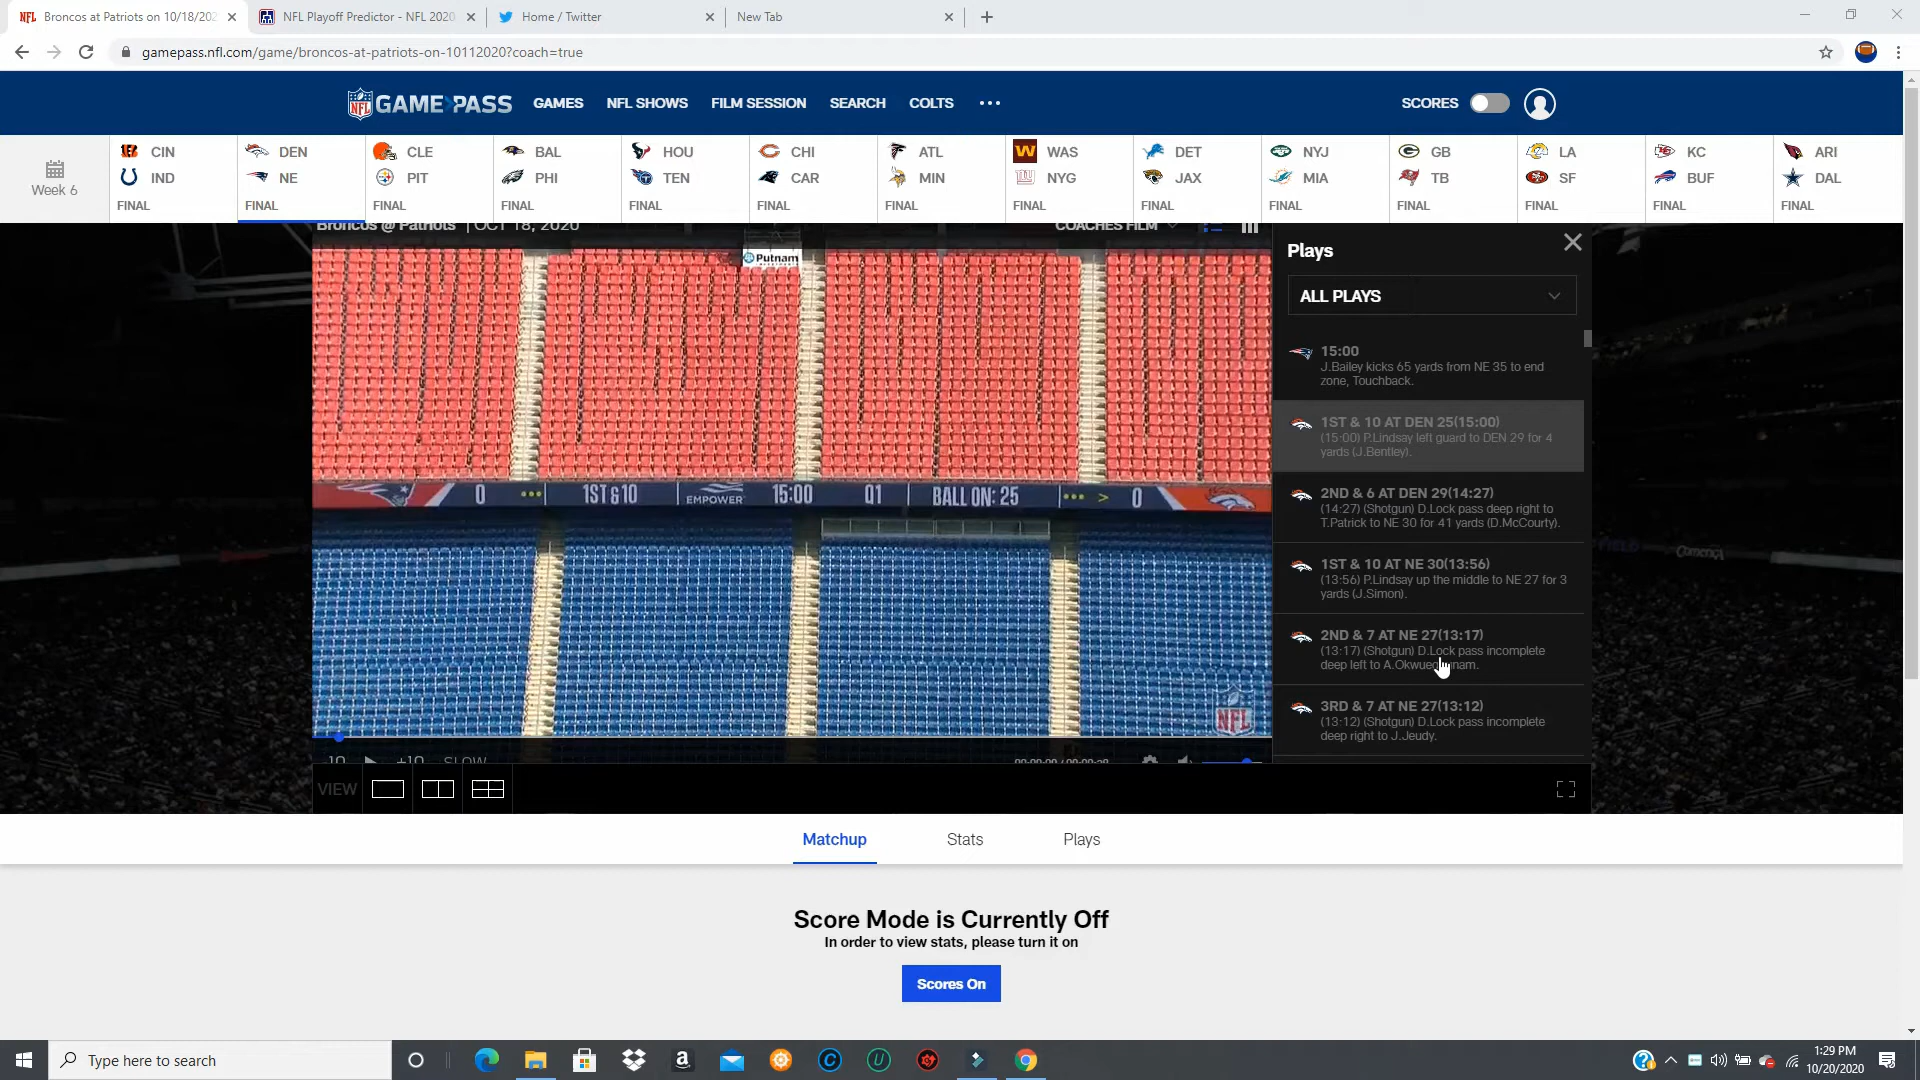 Broncos at Patriots on 10/18/202
NFL Playoff Predictor - NFL 2020
Home / Twitter
New Tab
gamepass.nfl.com/game/broncos-at-patriots-on-10112020?coach=true
NFL GAME PASS
GAMES
NFL SHOWS
FILM SESSION
SEARCH
COLTS
SCORES
Week 6
CIN
IND
FINAL
DEN
NE
FINAL
CLE
PIT
FINAL
BAL
PHI
FINAL
HOU
TEN
FINAL
CHI
CAR
FINAL
ATL
MIN
FINAL
WAS
NYG
FINAL
DET
JAX
FINAL
NYJ
MIA
FINAL
GB
TB
FINAL
LA
SF
FINAL
KC
BUF
FINAL
ARI
DAL
FINAL
Broncos @ Patriots | OCT 18, 2020
COACHES FILM
Putnam
0 1ST&10 EMPOWER 15:00 Q1 BALL ON: 25 > 0
NFL
-10 +10 SLOW
Plays
ALL PLAYS
15:00
J.Bailey kicks 65 yards from NE 35 to end
zone, Touchback.
1ST & 10 AT DEN 25(15:00)
(15:00) P.Lindsay left guard to DEN 29 for 4
yards (J.Bentley).
2ND & 6 AT DEN 29(14:27)
(14:27) (Shotgun) D.Lock pass deep right to
T.Patrick to NE 30 for 41 yards (D.McCourty).
1ST & 10 AT NE 30(13:56)
(13:56) P.Lindsay up the middle to NE 27 for 3
yards (J.Simon).
2ND & 7 AT NE 27(13:17)
(13:17) (Shotgun) D.Lock pass incomplete
deep left to
3RD & 7 AT NE 27(13:12)
(13:12) (Shotgun) D.Lock pass incomplete
deep right to J.Jeudy.
VIEW
Matchup
Stats
Plays
Score Mode is Currently Off
In order to view stats, please turn it on
Scores On
Type here to search
1:29 PM
10/20/2020